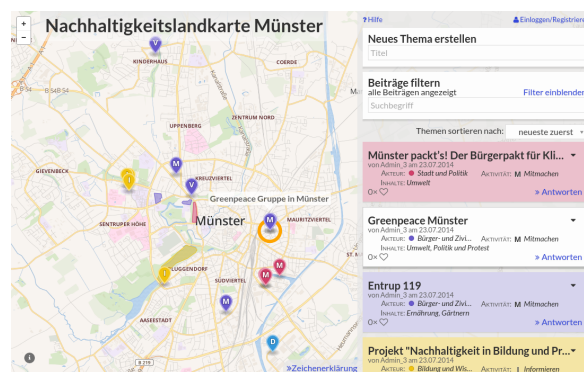 +
−
Nachhaltigkeitslandkarte Münster
KINDERHAUS
COERDE
B 54
B 54
ZENTRUM NORD
UPPENBERG
GIEVENBECK
KREUZVIERTEL
Greenpeace Gruppe in Münster
Münster
MAURITZVIERTEL
SENTRUPER HÖHE
PLUGGENDORF
SÜDVIERTEL
AASEESTADT
B 219
V
M
V
I
M
M
M
I
M
D
»Zeichenerklärung
? Hilfe
Einloggen/Registriere
Neues Thema erstellen
Titel
Beiträge filtern
alle Beiträgen angezeigt
Filter einblenden
Suchbegriff
Themen sortieren nach: neueste zuerst
Münster packt's! Der Bürgerpakt für Kli...
von Admin_3 am 23.07.2014
Akteur: Stadt und Politik Aktivität: M Mitmachen
Inhalte: Umwelt
0× » Antworten
Greenpeace Münster
von Admin_3 am 23.07.2014
Akteur: Bürger- und Zivi... Aktivität: M Mitmachen
Inhalte: Umwelt, Politik und Protest
0× » Antworten
Entrup 119
von Admin_3 am 23.07.2014
Akteur: Bürger- und Zivi... Aktivität: M Mitmachen
Inhalte: Ernährung, Gärtnern
0× » Antworten
Projekt "Nachhaltigkeit in Bildung und Pr...
von Admin_3 am 23.07.2014
Akteur: Bildung und Wis... Aktivität: I Informieren